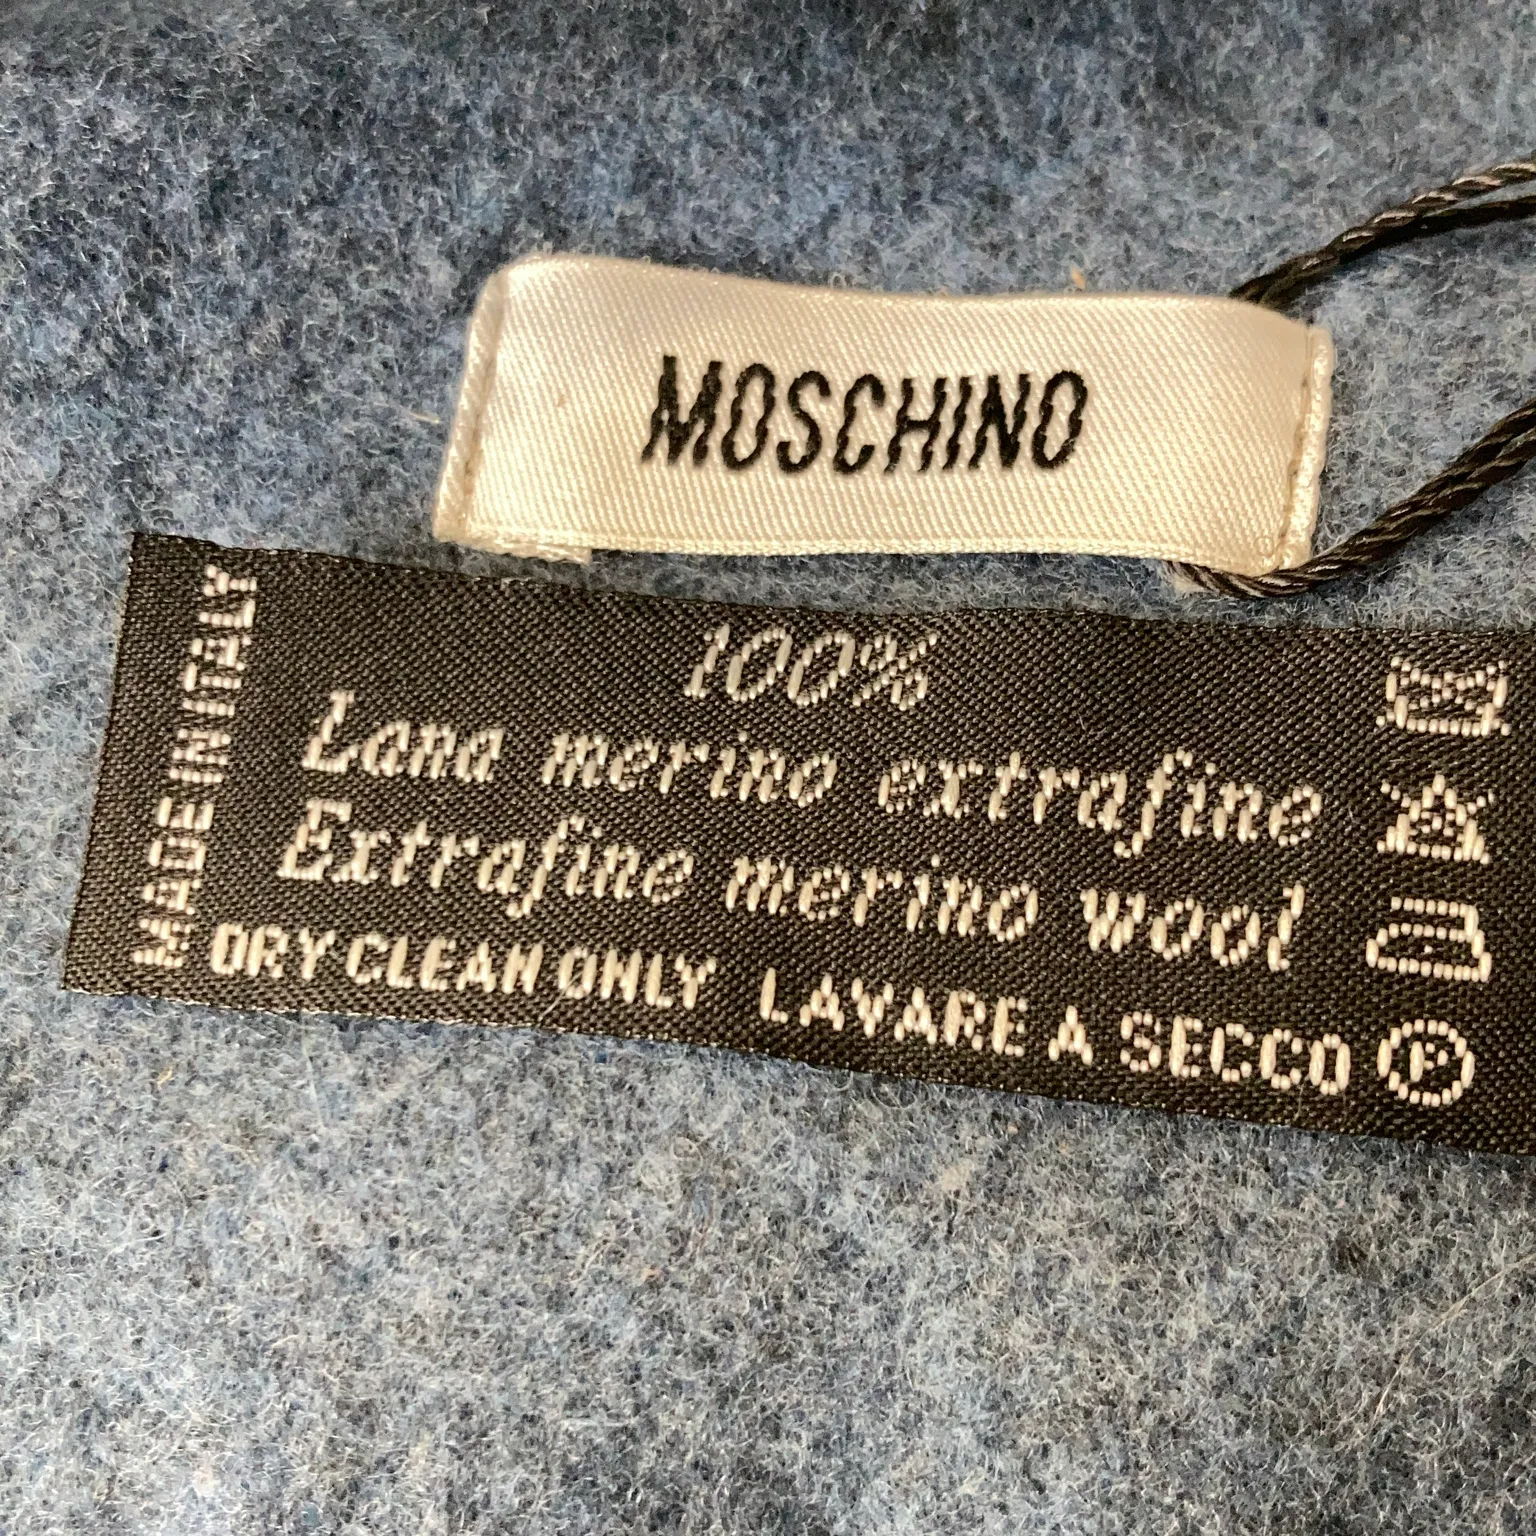 MOSCHINO
MADE IN ITALY
100%
Lana merino extrafine
Extrafine merino wool
DRY CLEAN ONLY LAVARE A SECCO Ⓟ